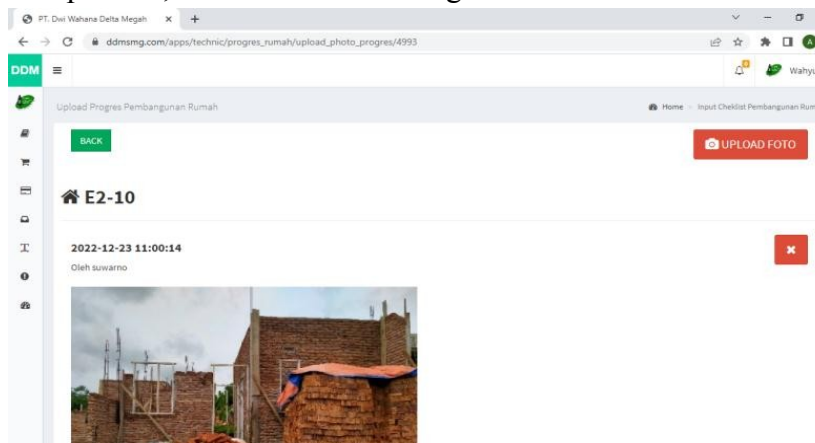 PT. Dwi Wahana Delta Megah
ddmsmg.com/apps/technic/progres_rumah/upload_photo_progres/4993
DDM
Wahyu
Upload Progres Pembangunan Rumah
Home
Input Cheklist Pembangunan Rum
BACK
UPLOAD FOTO
E2-10
2022-12-23 11:00:14
Oleh suwarno